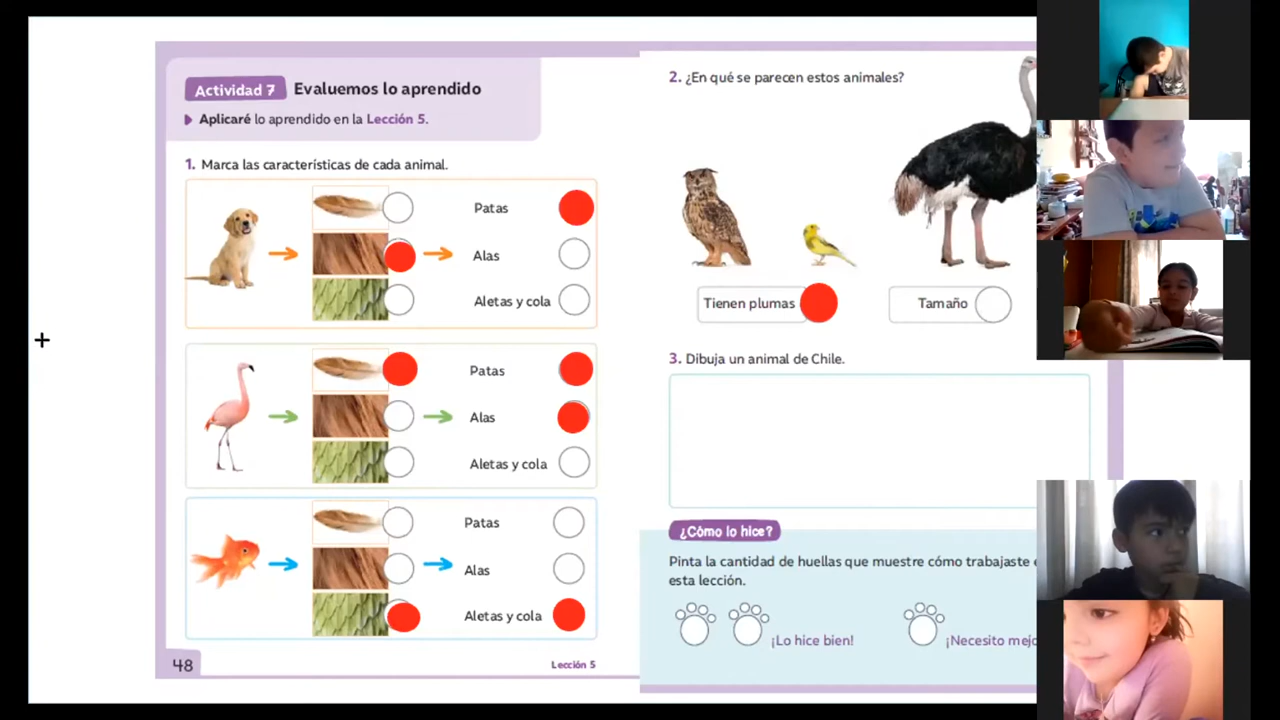 Actividad 7 Evaluemos lo aprendido
Aplicaré lo aprendido en la Lección 5.
1. Marca las características de cada animal.
Patas
Alas
Aletas y cola
Patas
Alas
Aletas y cola
Patas
Alas
Aletas y cola
48
Lección 5
2. ¿En qué se parecen estos animales?
Tienen plumas
Tamaño
3. Dibuja un animal de Chile.
¿Cómo lo hice?
Pinta la cantidad de huellas que muestre cómo trabajaste
esta lección.
¡Lo hice bien!
¡Necesito